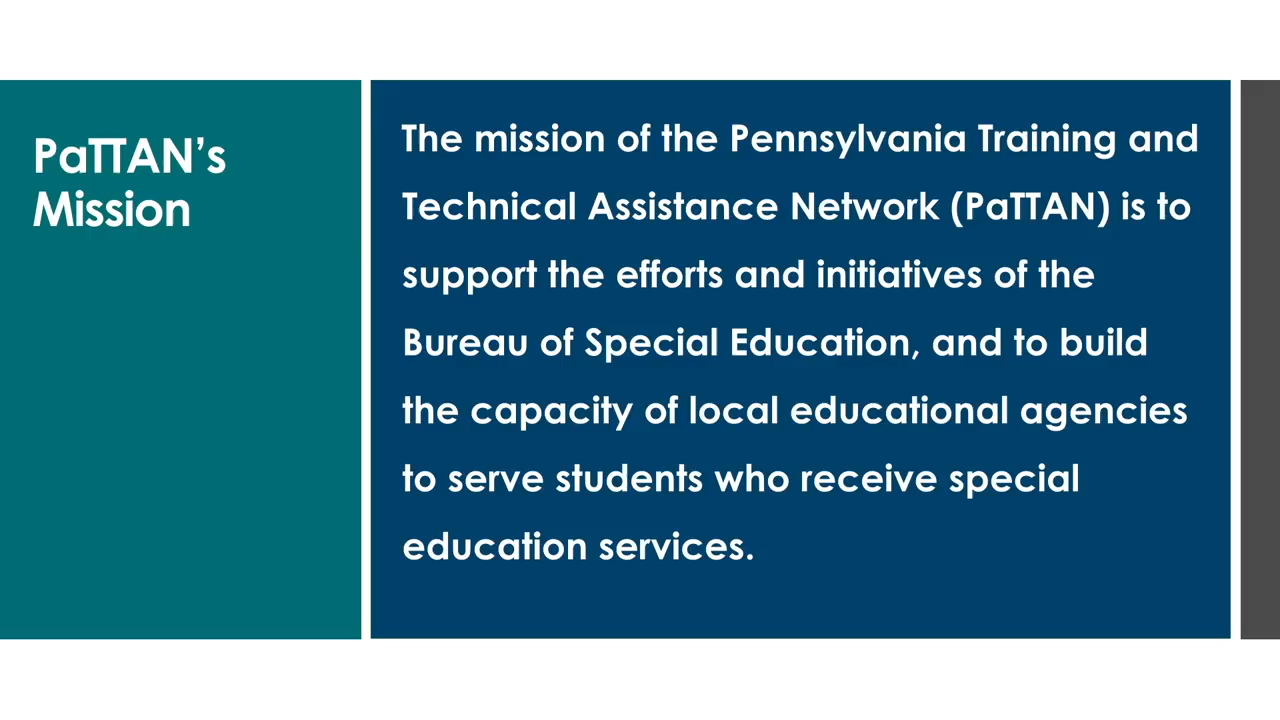 PaTTAN’s
Mission
The mission of the Pennsylvania Training and
Technical Assistance Network (PaTTAN) is to
support the efforts and initiatives of the
Bureau of Special Education, and to build
the capacity of local educational agencies
to serve students who receive special
education services.